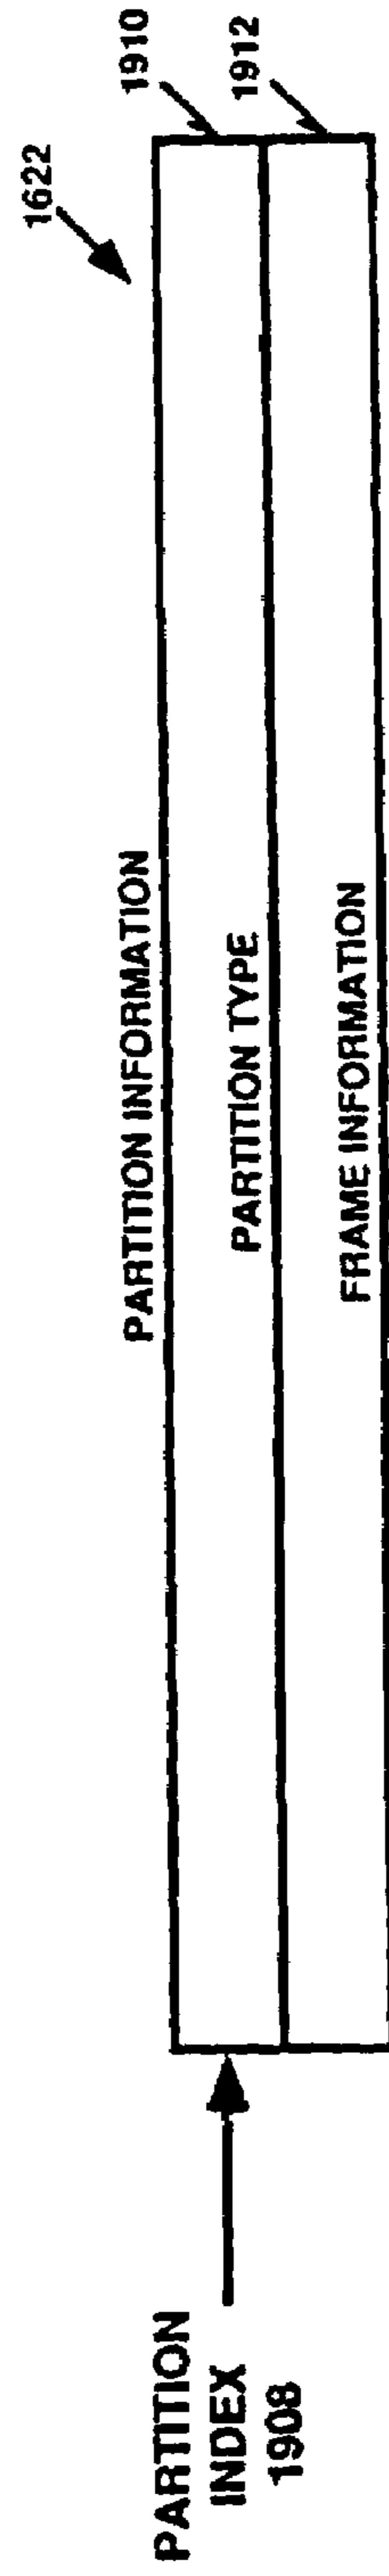 1622
PARTITION INFORMATION
1910
PARTITION TYPE
1912
FRAME INFORMATION
PARTITION
INDEX
1908